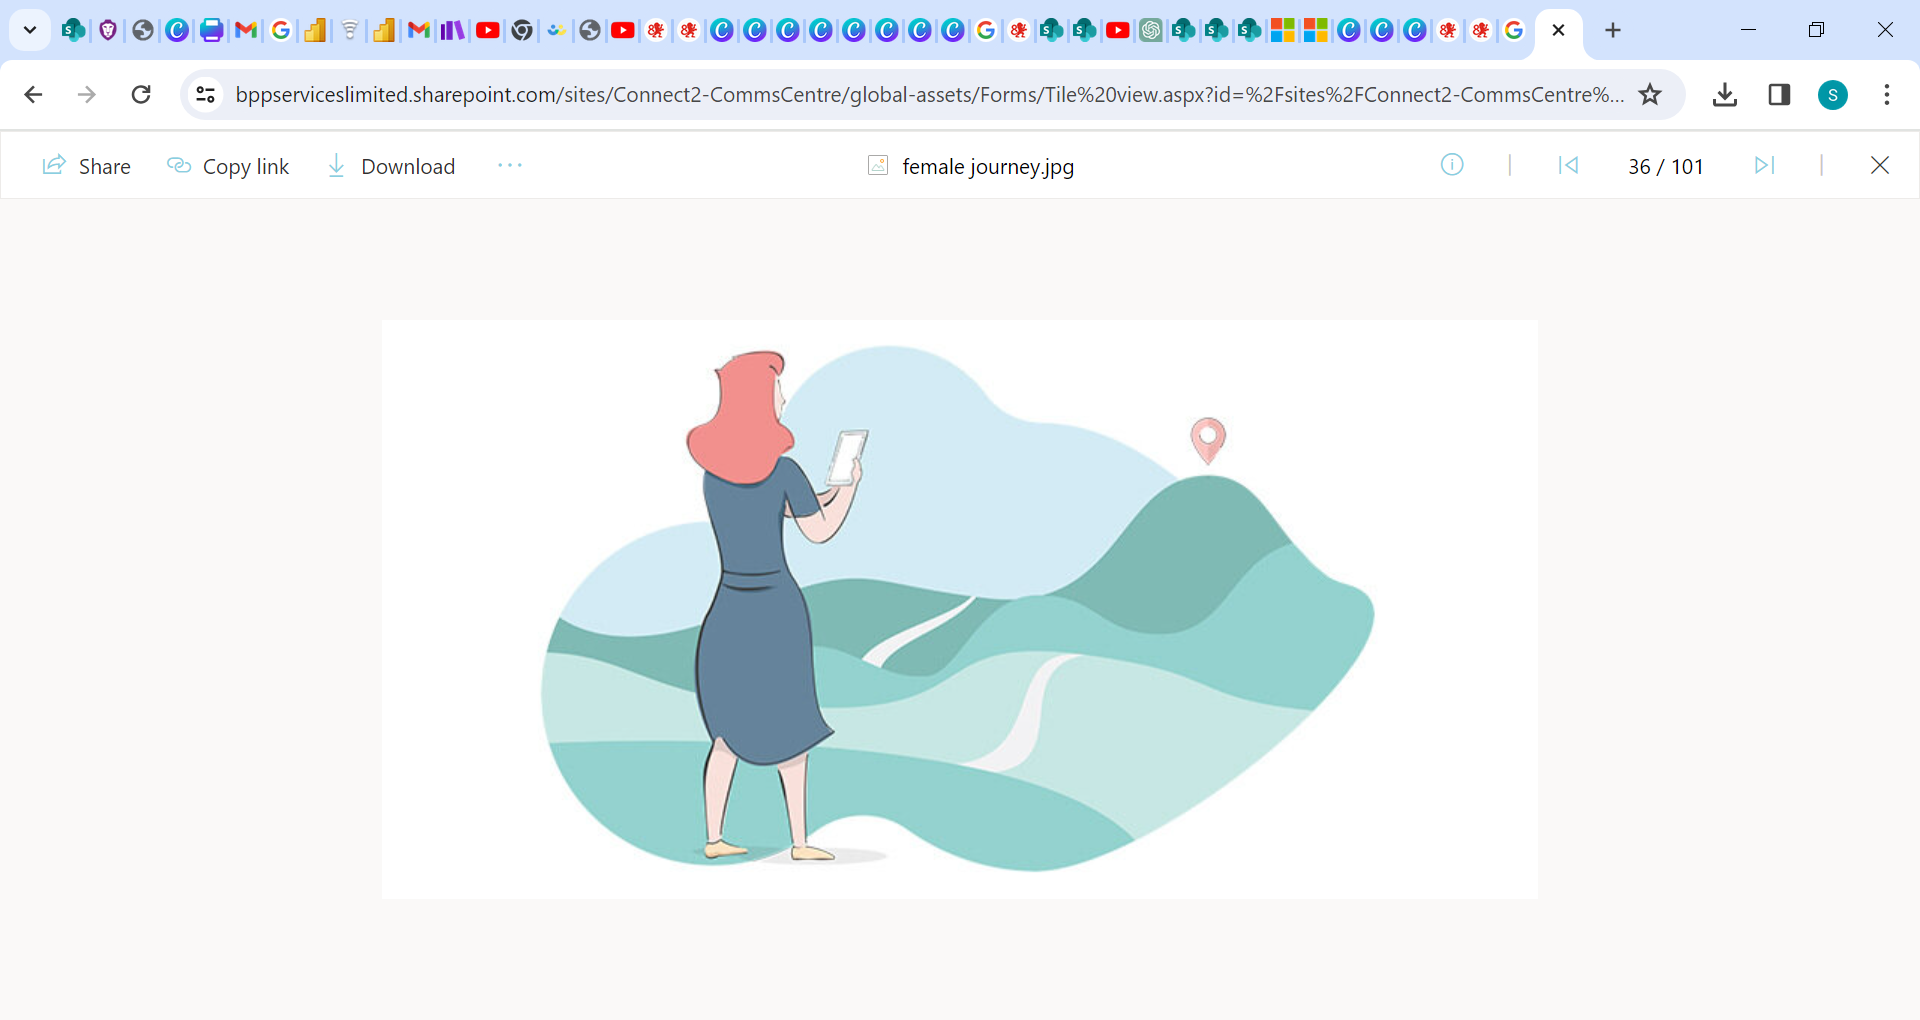 bppserviceslimited.sharepoint.com/sites/Connect2-CommsCentre/global-assets/Forms/Tile%20view.aspx?id=%2Fsites%2FConnect2-CommsCentre%...
S
Share
Copy link
Download
...
female journey.jpg
36 / 101